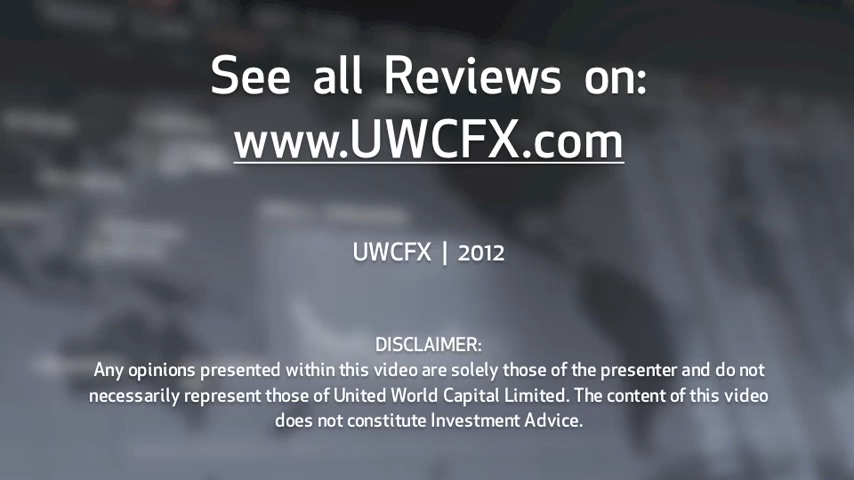 See all Reviews on:
www.UWCFX.com
UWCFX | 2012
DISCLAIMER:
Any opinions presented within this video are solely those of the presenter and do not
necessarily represent those of United World Capital Limited. The content of this video
does not constitute Investment Advice.